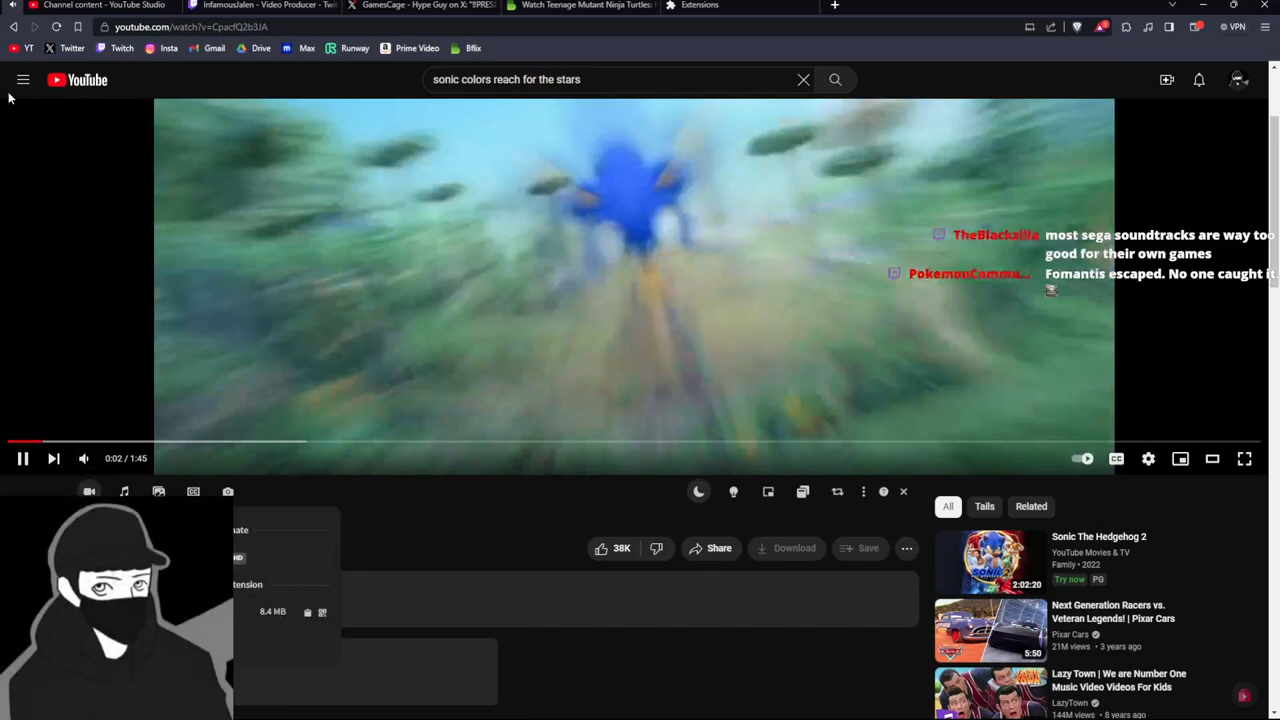 Channel content - YouTube Studio
InfamousJalen - Video Producer - Twit
GamesCage - Hype Guy on X: "8PRES
Watch Teenage Mutant Ninja Turtles:
Extensions
youtube.com/watch?v=CpacfQ2b3JA
VPN
YT
Twitter
Twitch
Insta
Gmail
Drive
Max
Runway
Prime Video
Bflix
YouTube
sonic colors reach for the stars
TheBlackzilla most sega soundtracks are way too
good for their own games
PokemonCommu... Fomantis escaped. No one caught it.
0:02 / 1:45
CC
All
Tails
Related
nate
HD
tension
8.4 MB
38K
Share
Download
Save
Sonic The Hedgehog 2
YouTube Movies & TV
Family • 2022
Try now PG
2:02:20
Next Generation Racers vs.
Veteran Legends! | Pixar Cars
Pixar Cars
21M views • 3 years ago
5:50
Lazy Town | We are Number One
Music Video Videos For Kids
LazyTown
144M views • 8 years ago